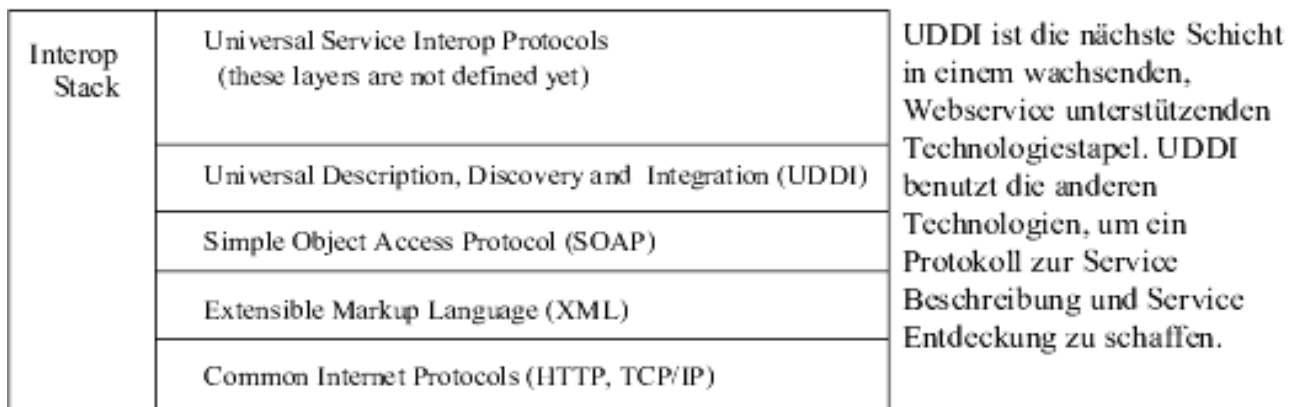 Interop
Stack
Universal Service Interop Protocols
(these layers are not defined yet)
Universal Description, Discovery and Integration (UDDI)
Simple Object Access Protocol (SOAP)
Extensible Markup Language (XML)
Common Internet Protocols (HTTP, TCP/IP)
UDDI ist die nächste Schicht
in einem wachsenden,
Webservice unterstützenden
Technologiestapel. UDDI
benutzt die anderen
Technologien, um ein
Protokoll zur Service
Beschreibung und Service
Entdeckung zu schaffen.